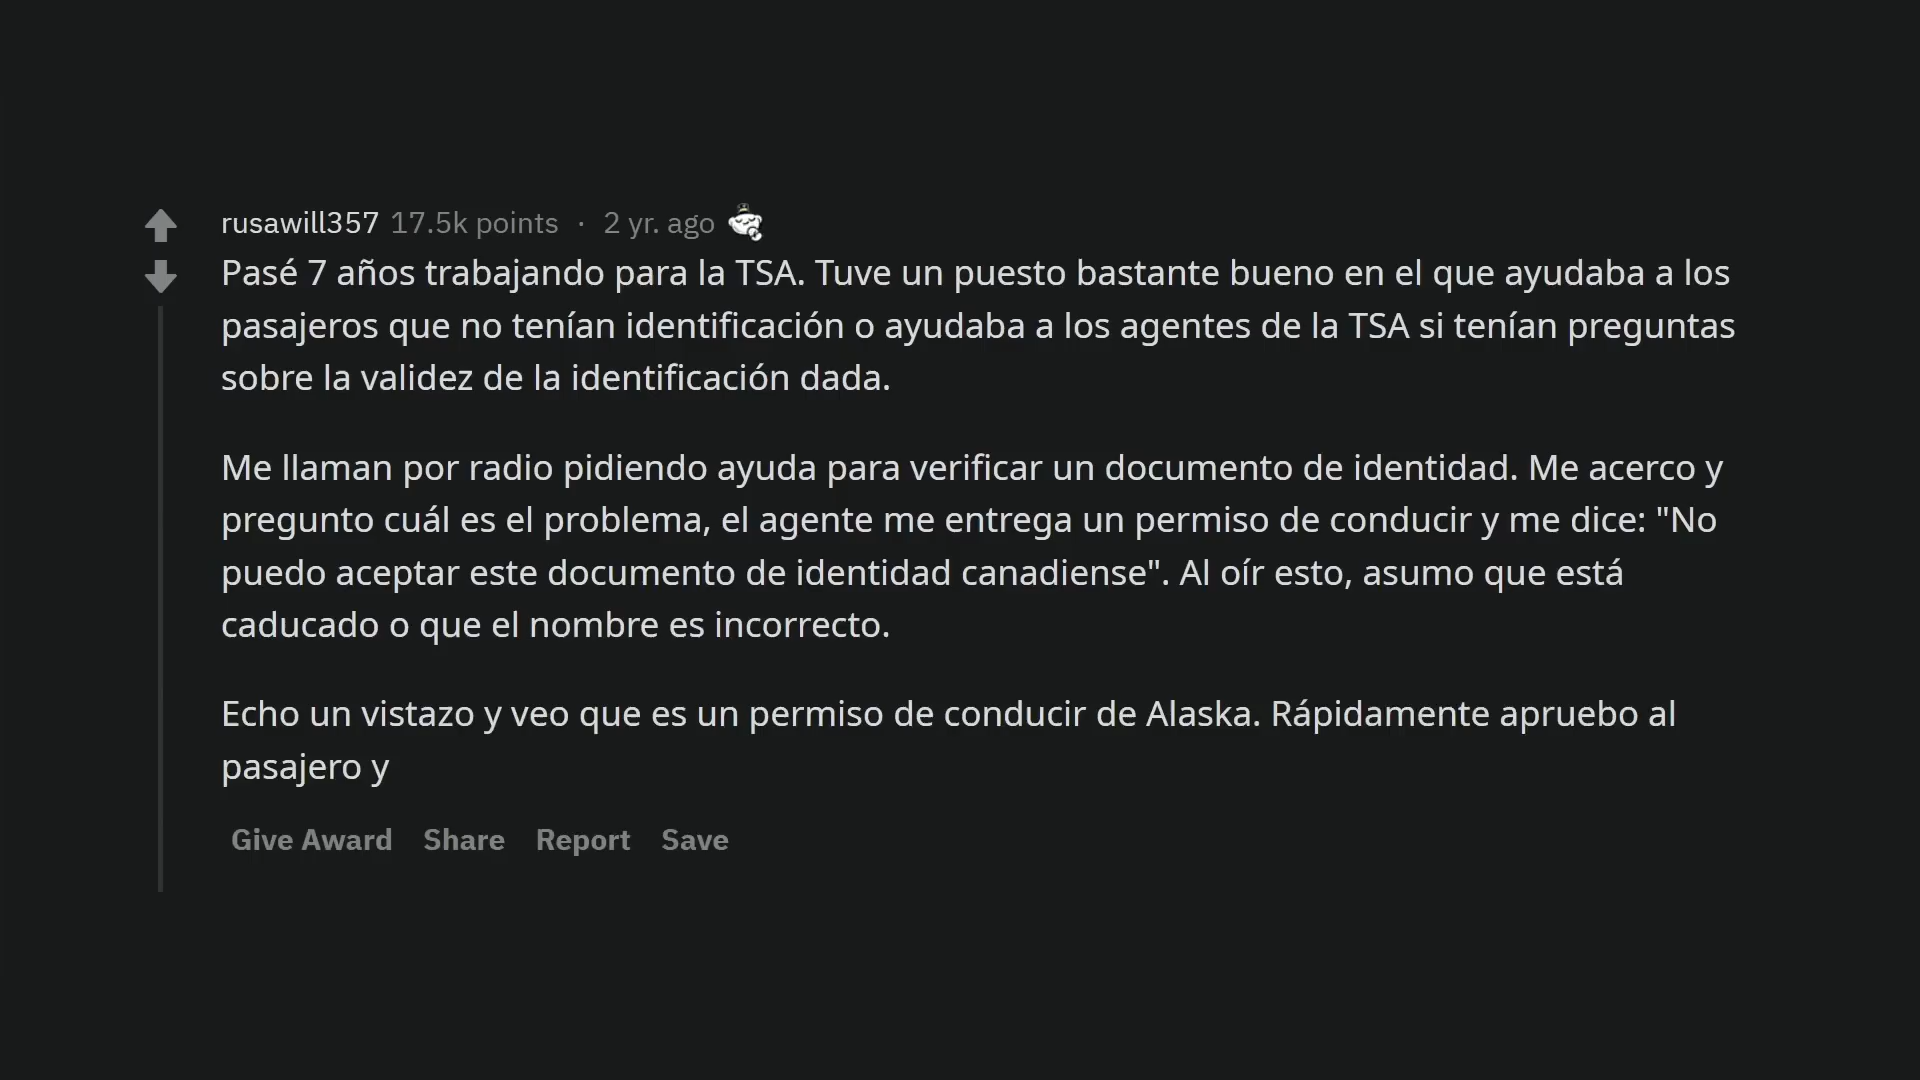 rusawill357 17.5k points · 2 yr. ago
Pasé 7 años trabajando para la TSA. Tuve un puesto bastante bueno en el que ayudaba a los
pasajeros que no tenían identificación o ayudaba a los agentes de la TSA si tenían preguntas
sobre la validez de la identificación dada.
Me llaman por radio pidiendo ayuda para verificar un documento de identidad. Me acerco y
pregunto cuál es el problema, el agente me entrega un permiso de conducir y me dice: "No
puedo aceptar este documento de identidad canadiense". Al oír esto, asumo que está
caducado o que el nombre es incorrecto.
Echo un vistazo y veo que es un permiso de conducir de Alaska. Rápidamente apruebo al
pasajero y
Give Award Share Report Save